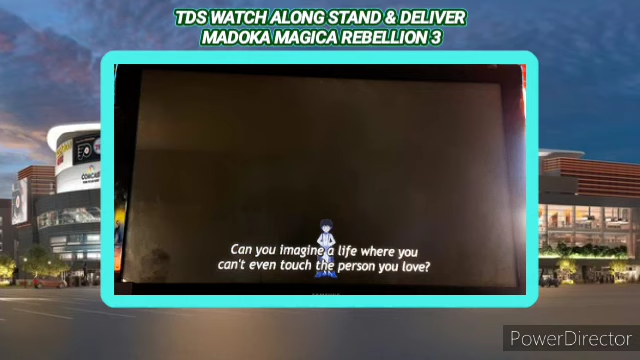 TDS WATCH ALONG STAND & DELIVER
MADOKA MAGICA REBELLION 3
Can you imagine a life where you
can't even touch the person you love?
PowerDirector